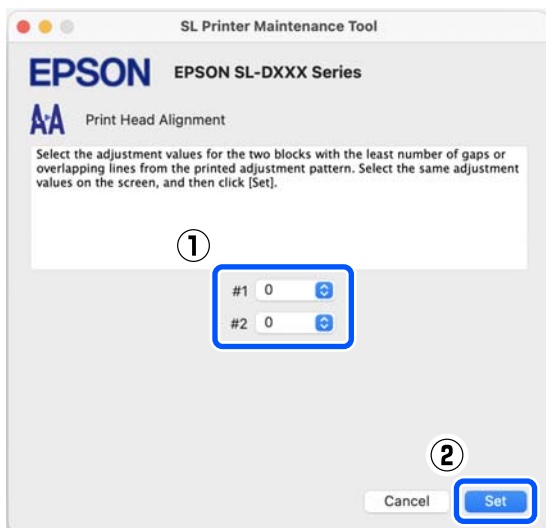 SL Printer Maintenance Tool
EPSON EPSON SL-DXXX Series
Print Head Alignment
Select the adjustment values for the two blocks with the least number of gaps or
overlapping lines from the printed adjustment pattern. Select the same adjustment
values on the screen, and then click [Set].
①
#1 0
#2 0
②
Cancel Set